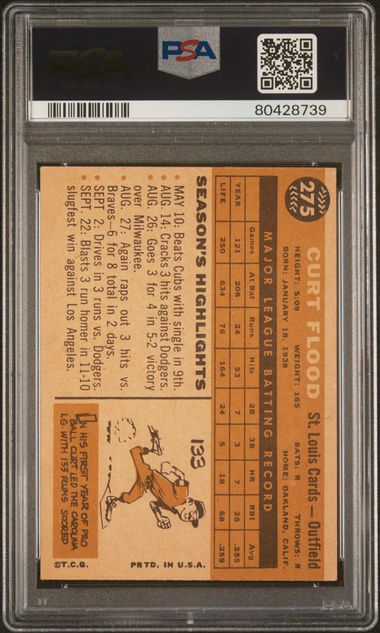 PSA
PSA
80428739
275
CURT FLOOD
St. Louis Cards — Outfield
HEIGHT: 5:09 WEIGHT: 165 BATS: R THROWS: R
BORN: JANUARY 18, 1938 HOME: OAKLAND, CALIF.
MAJOR LEAGUE BATTING RECORD
Games At Bat Runs Hits 2B 3B HR RBI Avg.
YEAR 121 208 24 53 7 3 7 26 .255
LIFE 250 634 76 164 24 5 18 68 .259
SEASON'S HIGHLIGHTS
• MAY 10: Beats Cubs with single in 9th.
• AUG. 14: Cracks 3 hits against Dodgers.
• AUG. 26: Goes 3 for 4 in 5-2 victory
over Milwaukee.
• AUG. 27: Again raps out 3 hits vs.
Braves—6 for 8 total in 2 days.
• SEPT. 2: Drives in 3 runs vs. Dodgers.
• SEPT. 22: Blasts 3 run homer in 11-10
slugfest win against Los Angeles.
133
IN HIS FIRST YEAR OF PRO
BALL CURT LED THE CAROLINA
LG. WITH 133 RUNS SCORED
©T.C.G. PRTD. IN U.S.A.